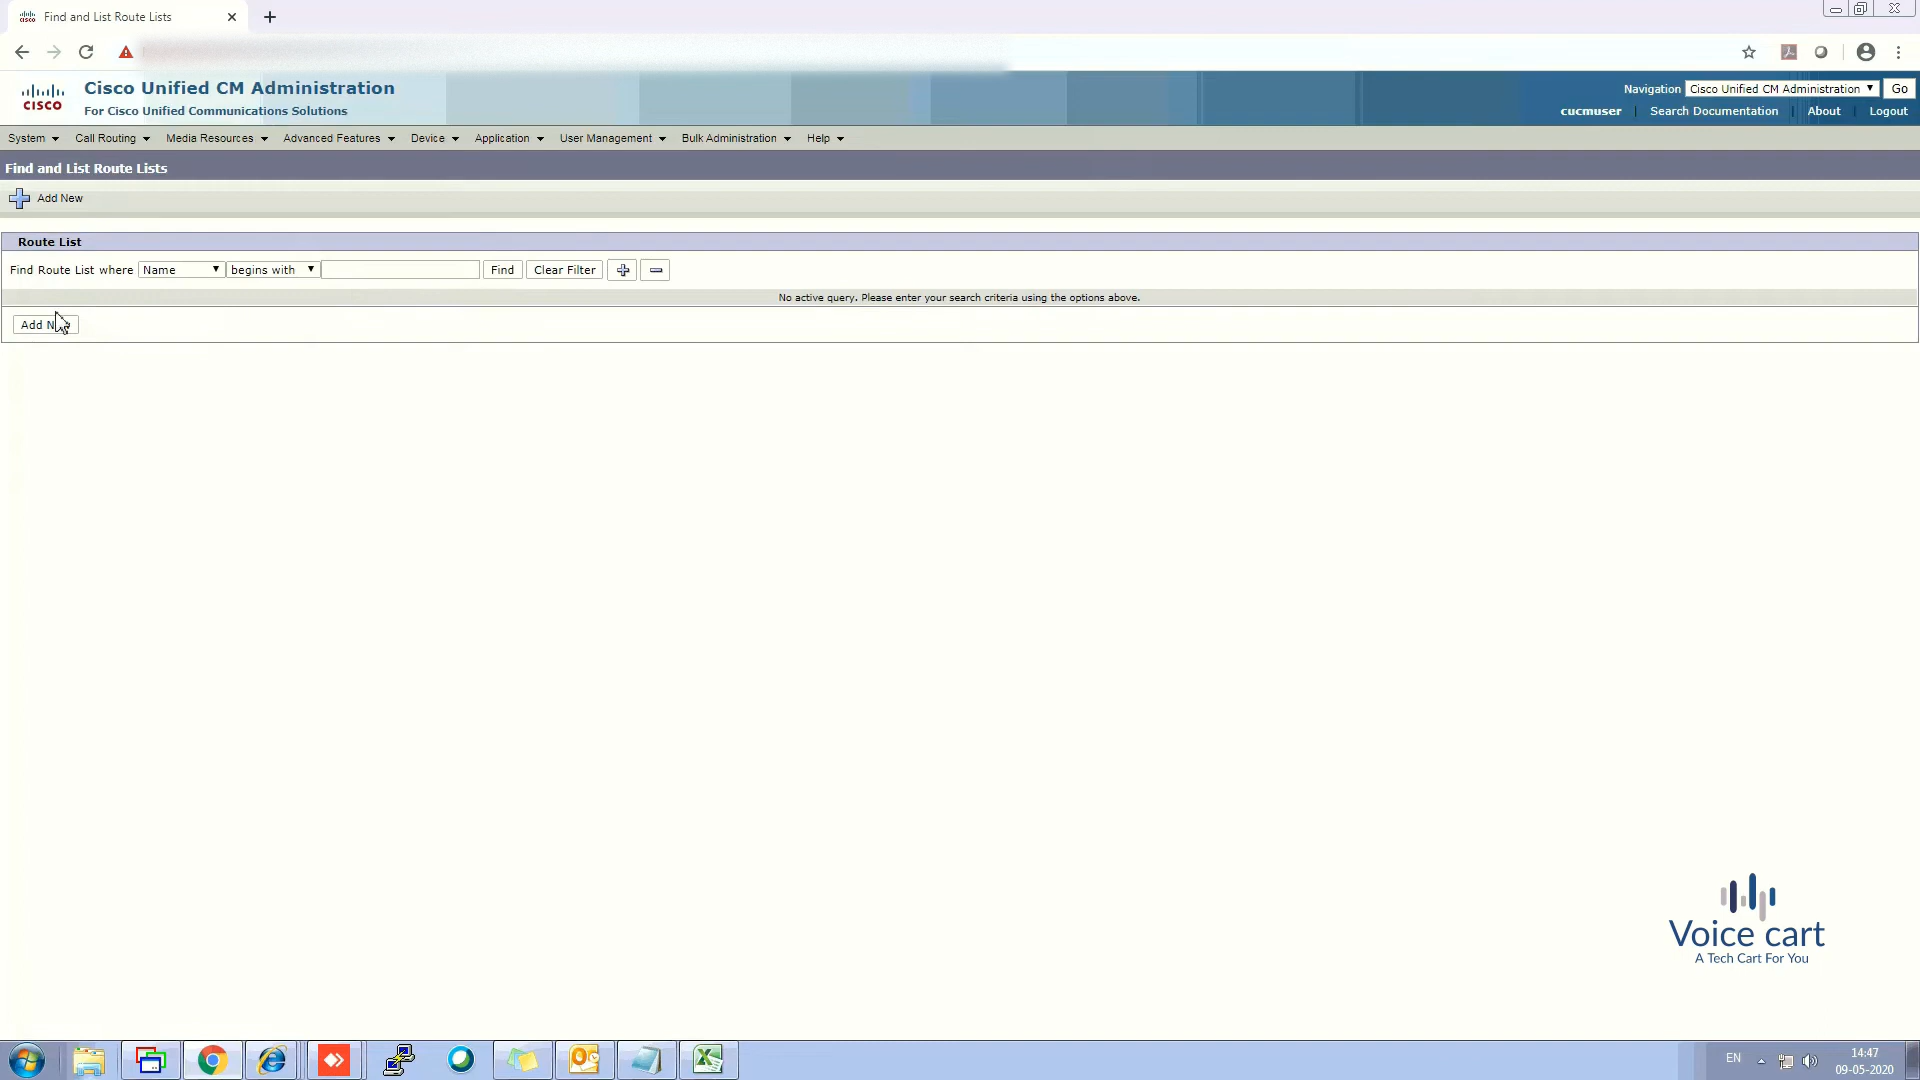 Find and List Route Lists
Cisco Unified CM Administration
For Cisco Unified Communications Solutions
CISCO
Navigation Cisco Unified CM Administration Go
cucmuser Search Documentation About Logout
System Call Routing Media Resources Advanced Features Device Application User Management Bulk Administration Help
Find and List Route Lists
Add New
Route List
Find Route List where Name begins with Find Clear Filter
No active query. Please enter your search criteria using the options above.
Add
Voice cart
A Tech Cart For You
EN
14:47
09-05-2020